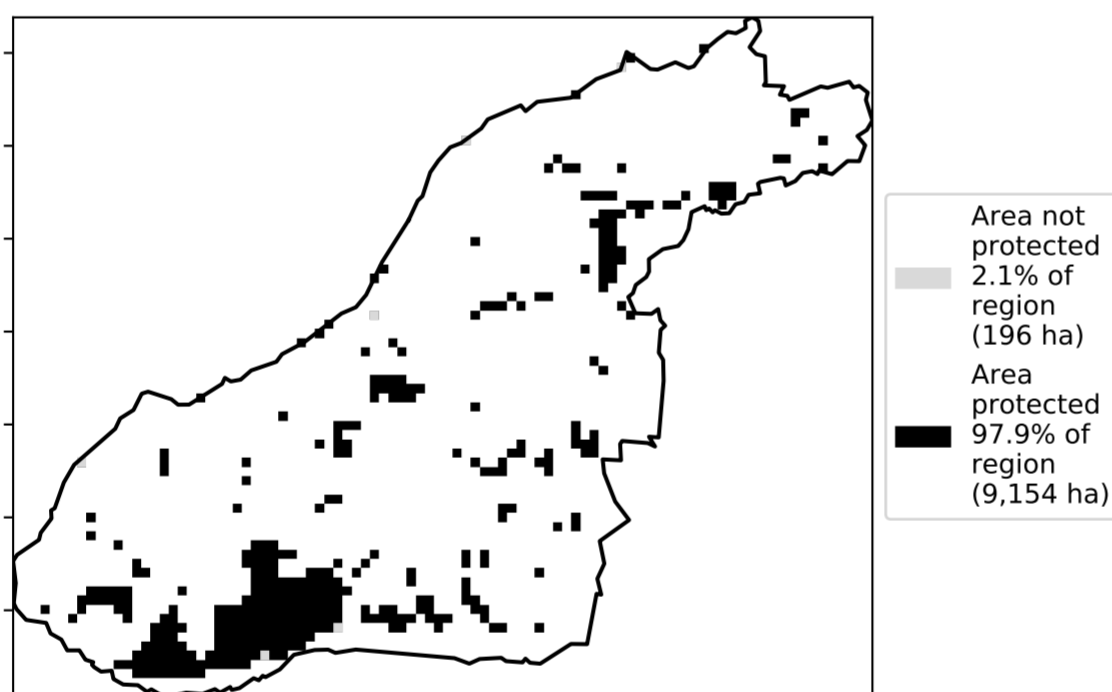 Area not
protected
2.1% of
region
(196 ha)
Area
protected
97.9% of
region
(9,154 ha)